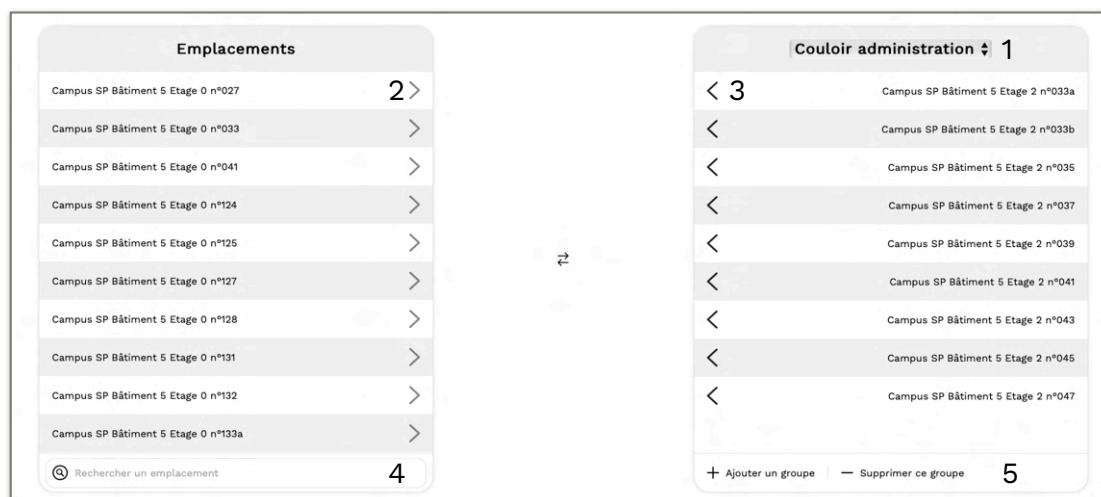 Emplacements
Campus SP Bâtiment 5 Etage 0 n°027 2
Campus SP Bâtiment 5 Etage 0 n°033
Campus SP Bâtiment 5 Etage 0 n°041
Campus SP Bâtiment 5 Etage 0 n°124
Campus SP Bâtiment 5 Etage 0 n°125
Campus SP Bâtiment 5 Etage 0 n°127
Campus SP Bâtiment 5 Etage 0 n°128
Campus SP Bâtiment 5 Etage 0 n°131
Campus SP Bâtiment 5 Etage 0 n°132
Campus SP Bâtiment 5 Etage 0 n°133a
Rechercher un emplacement 4
Couloir administration 1
3 Campus SP Bâtiment 5 Etage 2 n°033a
Campus SP Bâtiment 5 Etage 2 n°033b
Campus SP Bâtiment 5 Etage 2 n°035
Campus SP Bâtiment 5 Etage 2 n°037
Campus SP Bâtiment 5 Etage 2 n°039
Campus SP Bâtiment 5 Etage 2 n°041
Campus SP Bâtiment 5 Etage 2 n°043
Campus SP Bâtiment 5 Etage 2 n°045
Campus SP Bâtiment 5 Etage 2 n°047
+ Ajouter un groupe — Supprimer ce groupe 5